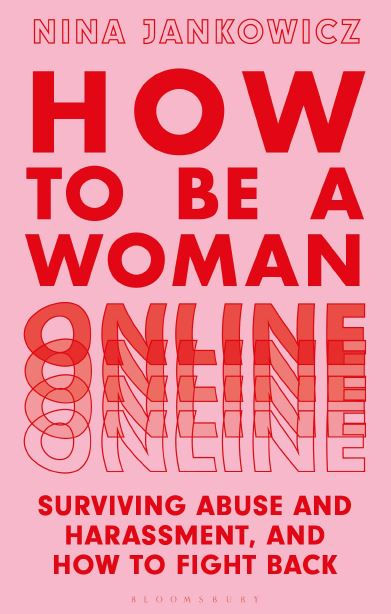 NINA JANKOWICZ
HOW
TO BE A
WOMAN
ONLINE
ONLINE
ONLINE
ONLINE
SURVIVING ABUSE AND
HARASSMENT, AND
HOW TO FIGHT BACK
BLOOMSBURY